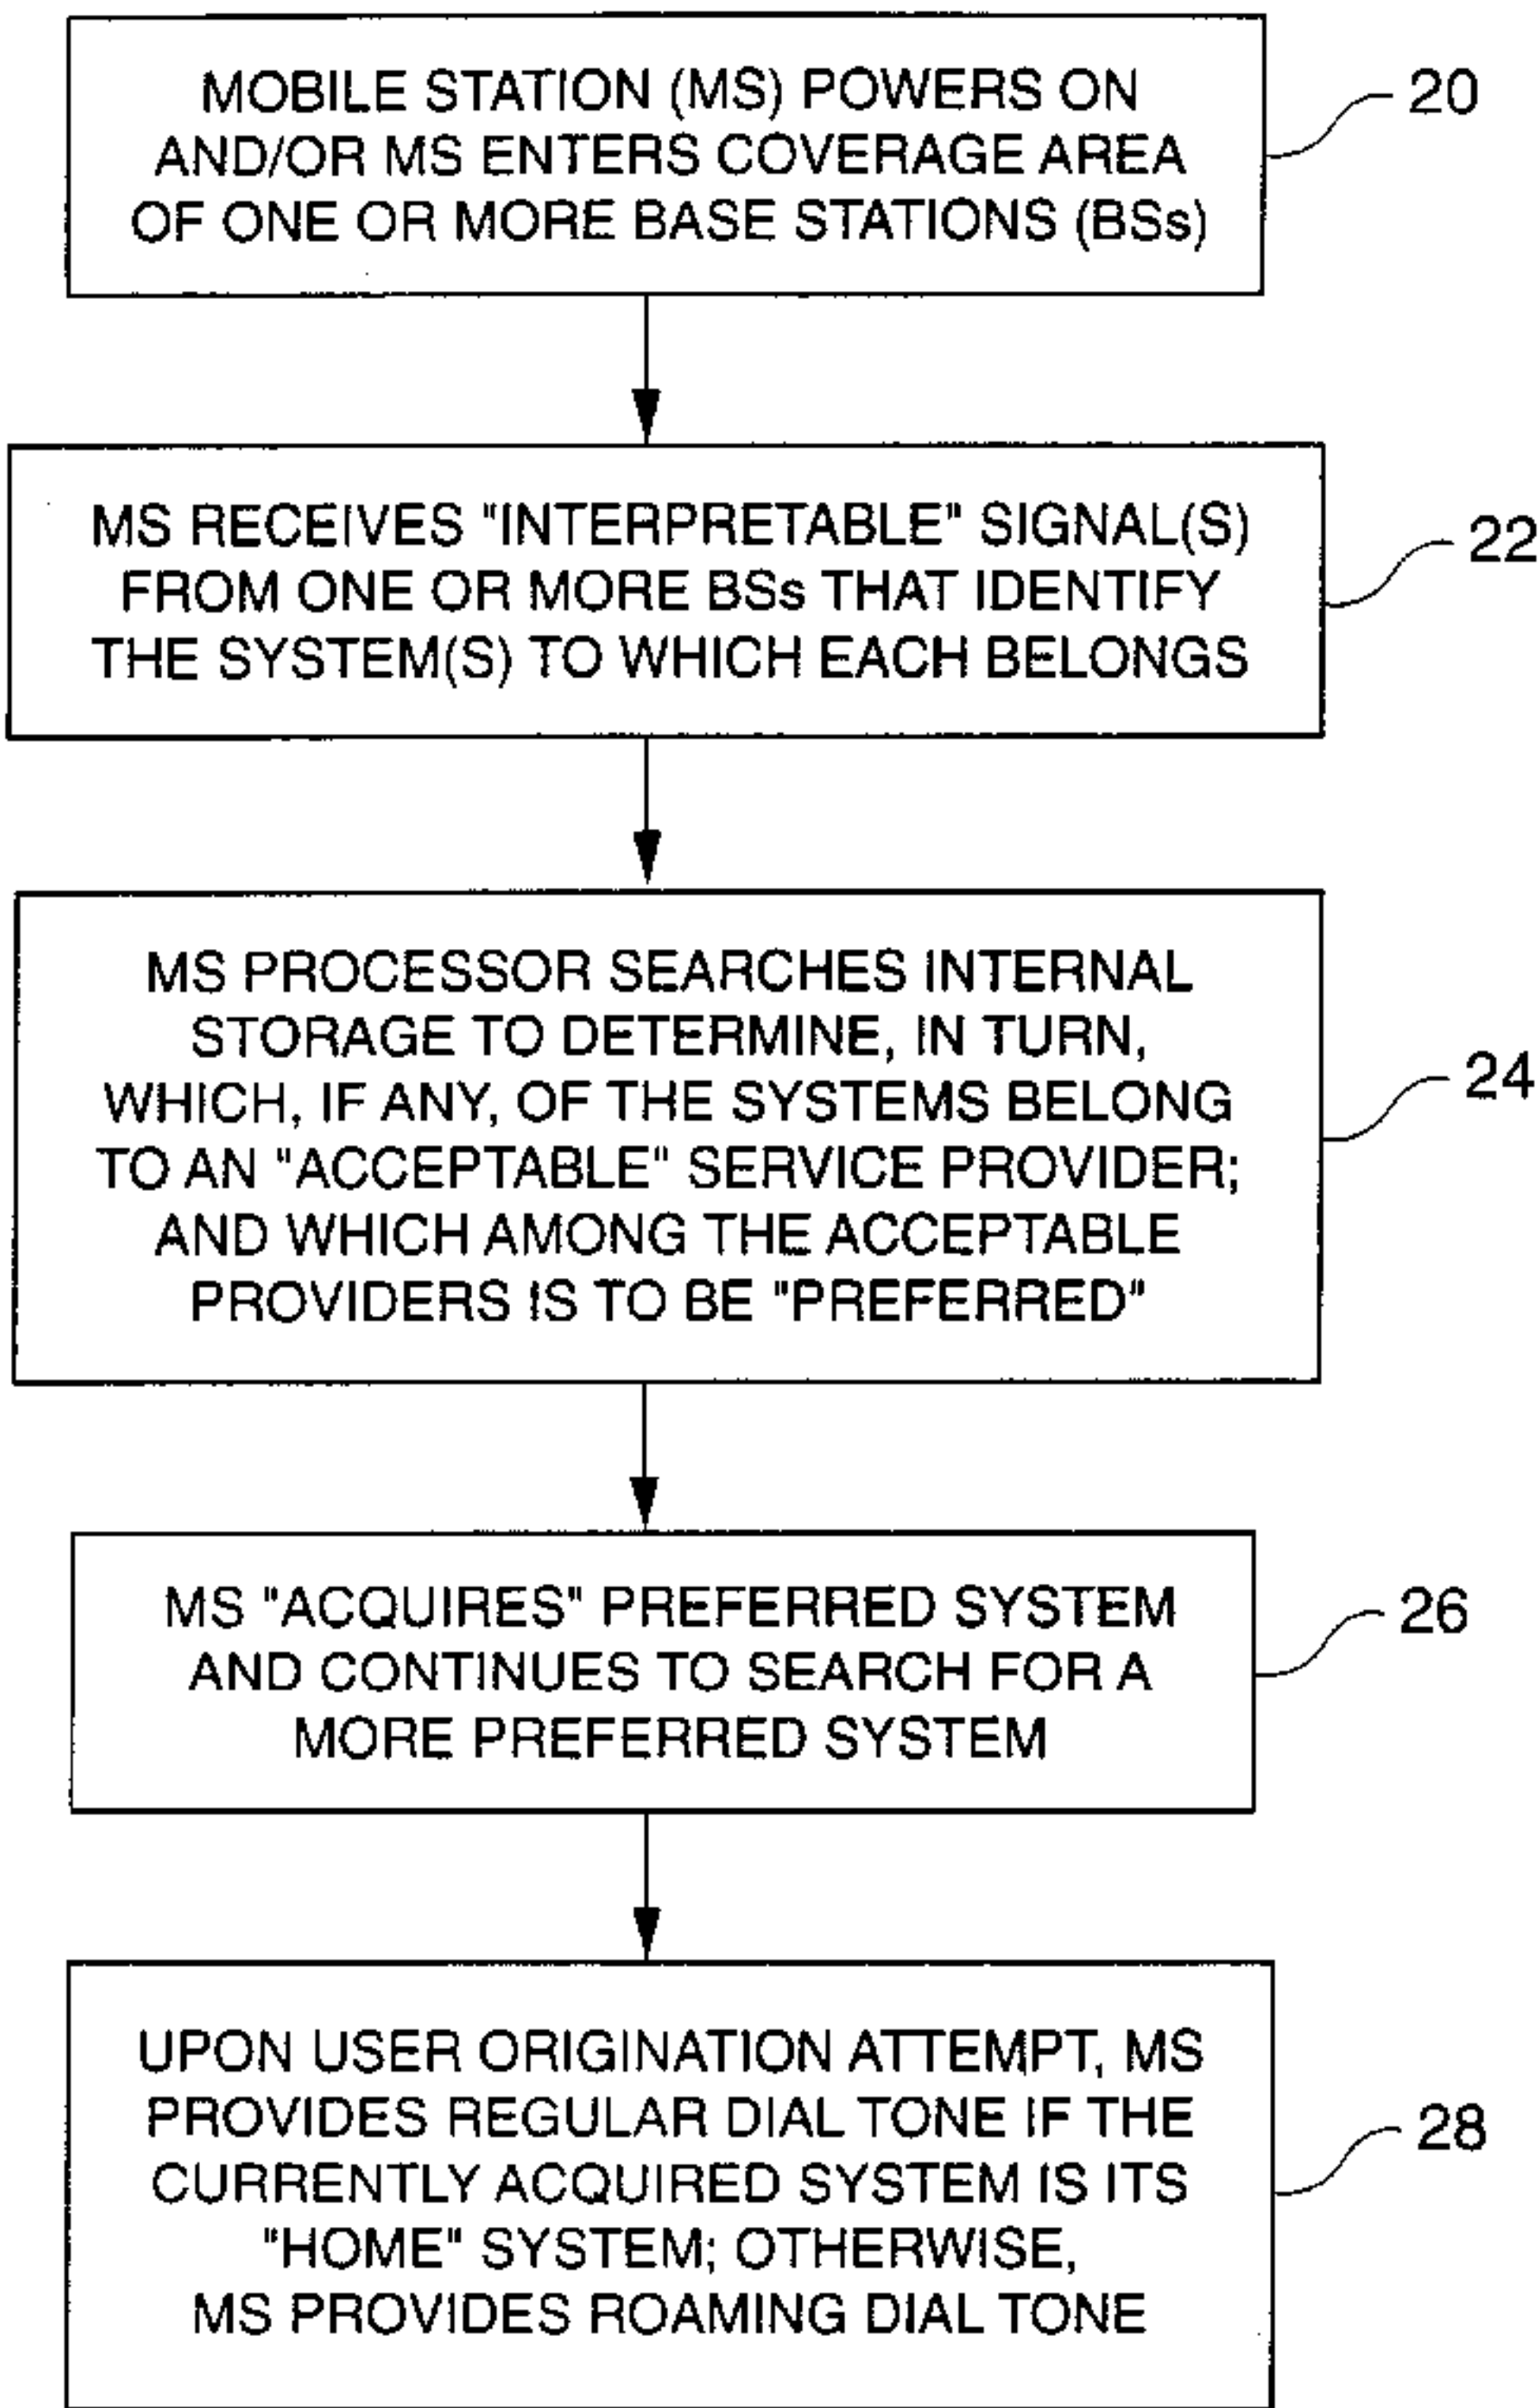 MOBILE STATION (MS) POWERS ON
AND/OR MS ENTERS COVERAGE AREA
OF ONE OR MORE BASE STATIONS (BSs)
20
MS RECEIVES "INTERPRETABLE" SIGNAL(S)
FROM ONE OR MORE BSs THAT IDENTIFY
THE SYSTEM(S) TO WHICH EACH BELONGS
22
MS PROCESSOR SEARCHES INTERNAL
STORAGE TO DETERMINE, IN TURN,
WHICH, IF ANY, OF THE SYSTEMS BELONG
TO AN "ACCEPTABLE" SERVICE PROVIDER;
AND WHICH AMONG THE ACCEPTABLE
PROVIDERS IS TO BE "PREFERRED"
24
MS "ACQUIRES" PREFERRED SYSTEM
AND CONTINUES TO SEARCH FOR A
MORE PREFERRED SYSTEM
26
UPON USER ORIGINATION ATTEMPT, MS
PROVIDES REGULAR DIAL TONE IF THE
CURRENTLY ACQUIRED SYSTEM IS ITS
"HOME" SYSTEM; OTHERWISE,
MS PROVIDES ROAMING DIAL TONE
28